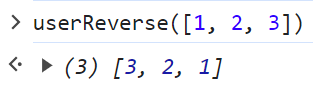 userReverse([1, 2, 3])
(3) [3, 2, 1]